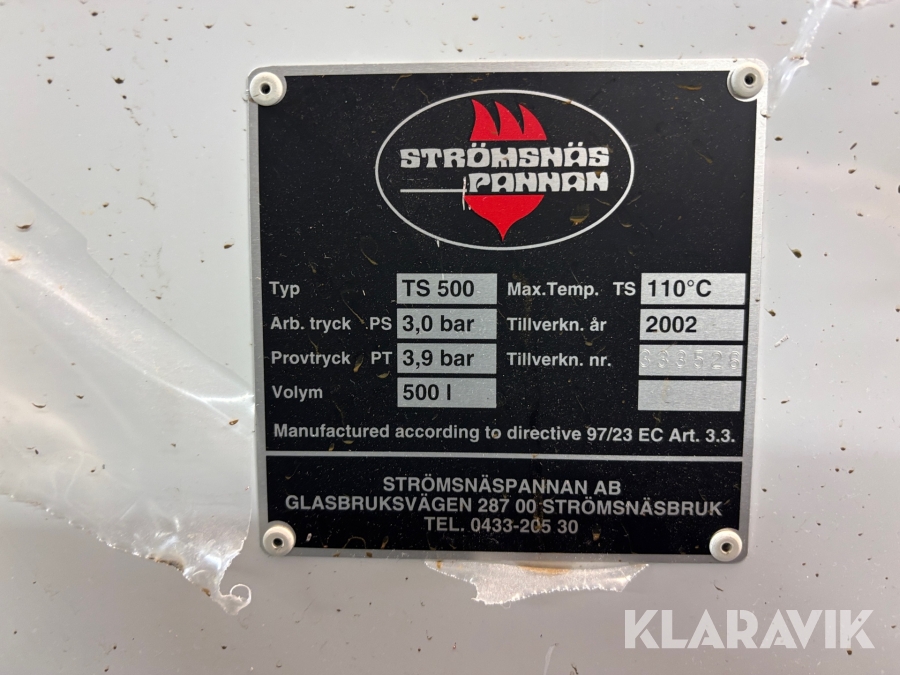 STRÖMSNÄS
PANNAN
Typ TS 500 Max.Temp. TS 110°C
Arb. tryck PS 3,0 bar Tillverkn. år 2002
Provtryck PT 3,9 bar Tillverkn. nr.
Volym 500 l
Manufactured according to directive 97/23 EC Art. 3.3.
STRÖMSNÄSPANNAN AB
GLASBRUKSVÄGEN 287 00 STRÖMSNÄSBRUK
TEL. 0433-205 30
KLARAVIK